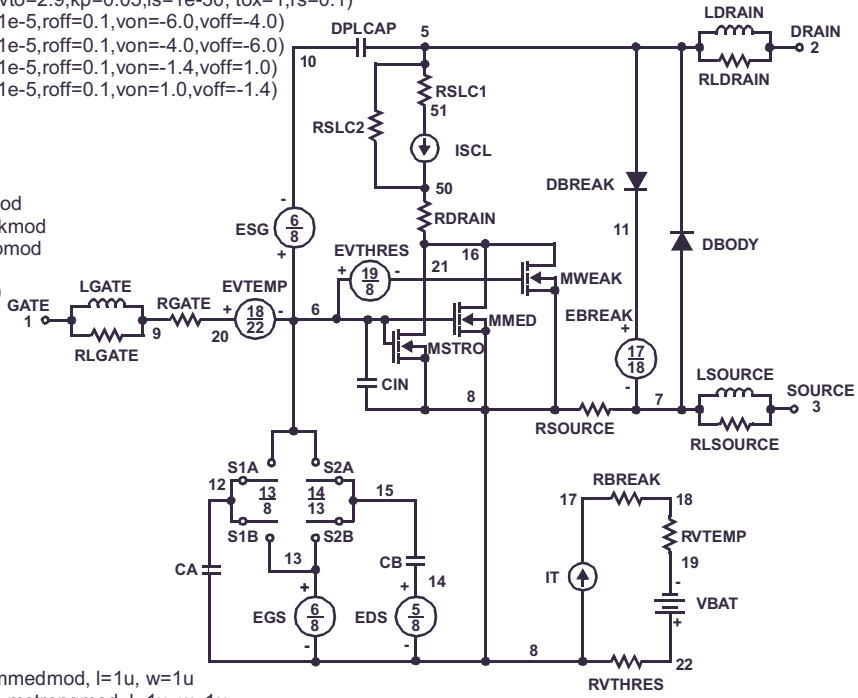 vto=2.9,kp=0.05,is=1e-30, tox=1,rs=0.1)
1e-5,roff=0.1,von=-6.0,voff=-4.0)
1e-5,roff=0.1,von=-4.0,voff=-6.0)
1e-5,roff=0.1,von=-1.4,voff=1.0)
1e-5,roff=0.1,von=1.0,voff=-1.4)
LDRAIN
DPLCAP
5
DRAIN
2
10
RLDRAIN
RSLC1
51
RSLC2
ISCL
50
DBREAK
od
kmod
omod
)
RDRAIN
ESG
-
6
8
+
11
DBODY
EVTHRES
+
19
8
-
21
16
MWEAK
LGATE
EVTEMP
GATE
1
RGATE
+
18
22
-
6
EBREAK
+
MMED
9
20
RLGATE
MSTRO
17
18
-
LSOURCE
CIN
8
7
SOURCE
3
RSOURCE
RLSOURCE
S1A
S2A
12
13
8
14
13
15
RBREAK
17
18
S1B
S2B
RVTEMP
13
CB
19
CA
14
IT
-
VBAT
+
+
EGS
6
8
-
+
EDS
5
8
-
8
22
RVTHRES
mmedmod, l=1u, w=1u